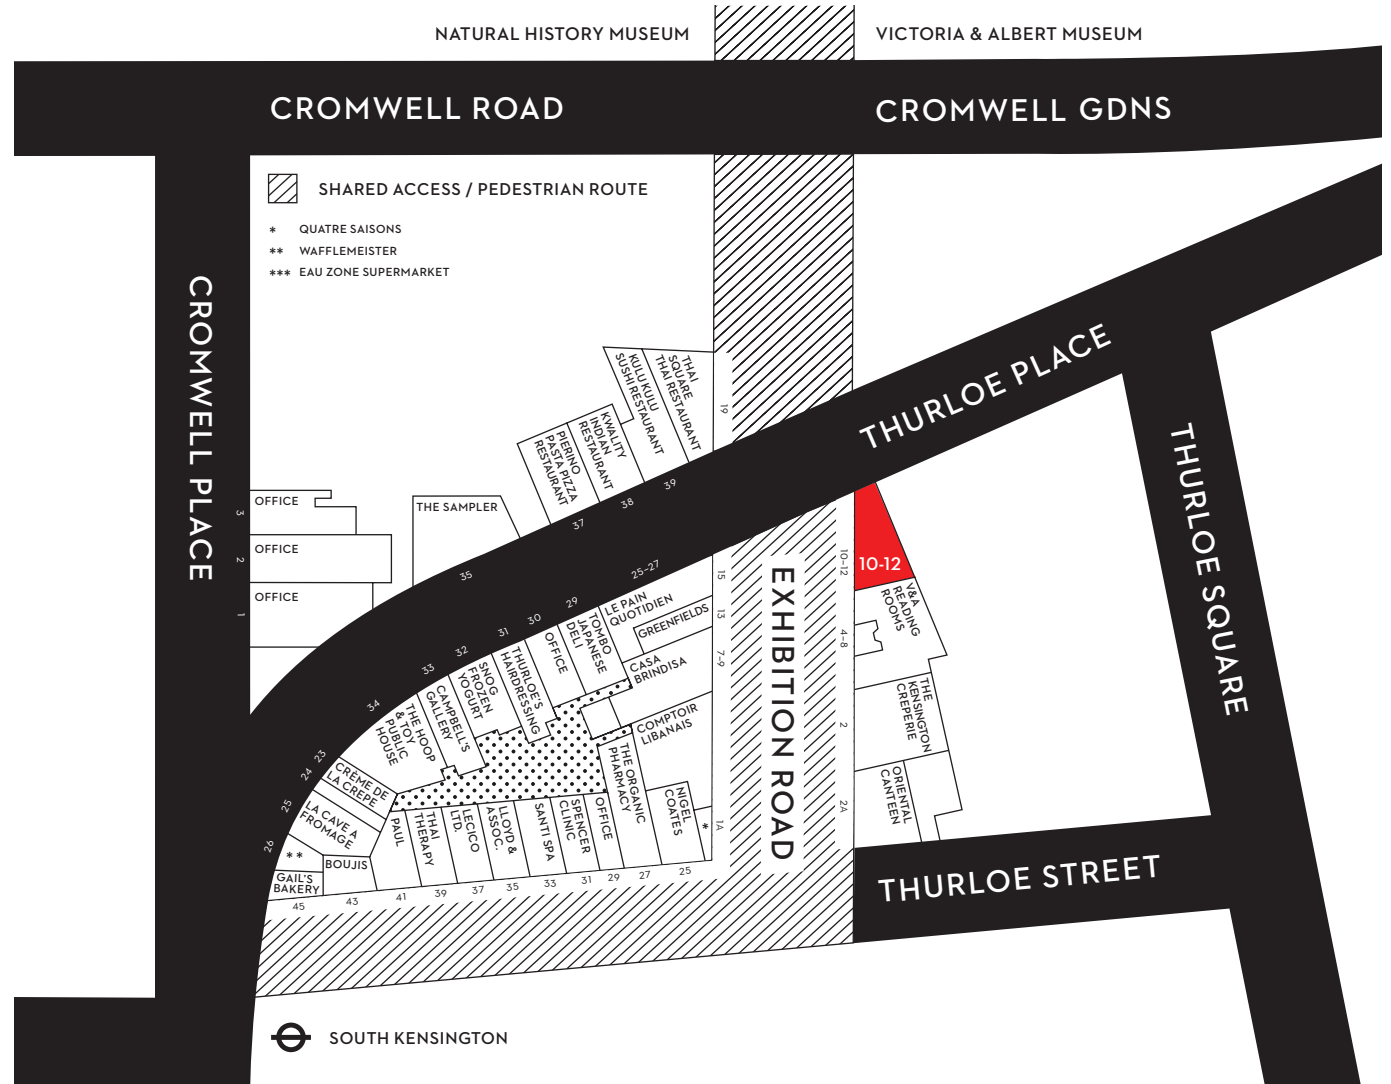 NATURAL HISTORY MUSEUM
VICTORIA & ALBERT MUSEUM
CROMWELL ROAD
CROMWELL GDNS
SHARED ACCESS / PEDESTRIAN ROUTE
* QUATRE SAISONS
** WAFFLEMEISTER
*** EAU ZONE SUPERMARKET
CROMWELL PLACE
THURLOE PLACE
THURLOE SQUARE
EXHIBITION ROAD
THURLOE STREET
3
OFFICE
2
OFFICE
1
OFFICE
THE SAMPLER
35
PIERINO
PASTA PIZZA
RESTAURANT
37
KWALITY
INDIAN
RESTAURANT
38
KULU KULU
SUSHI RESTAURANT
39
THAI
SQUARE
THAI RESTAURANT
19
25-27
15
LE PAIN
QUOTIDIEN
13
GREENFIELDS
7-9
CASA
BRINDISA
COMPTOIR
LIBANAIS
29
TOMBO
JAPANESE
DELI
30
OFFICE
31
THURLOE'S
HAIRDRESSING
32
SNOG
FROZEN
YOGURT
33
CAMPBELL'S
GALLERY
34
THE HOOP
& TOY
PUBLIC
HOUSE
23
CRÈME DE
LA CREPE
24
25
LA CAVE A
FROMAGE
26
**
GAIL'S
BAKERY
45
BOUJIS
43
PAUL
41
THAI
THERAPY
39
LECICO
LTD.
37
LLOYD &
ASSOC.
35
SANTI SPA
33
SPENCER
CLINIC
31
OFFICE
29
THE ORGANIC
PHARMACY
27
NIGEL
COATES
25
*
1A
10-12
10-12
V&A
READING
ROOMS
4-8
THE
KENSINGTON
CREPERIE
2
ORIENTAL
CANTEEN
2A
SOUTH KENSINGTON